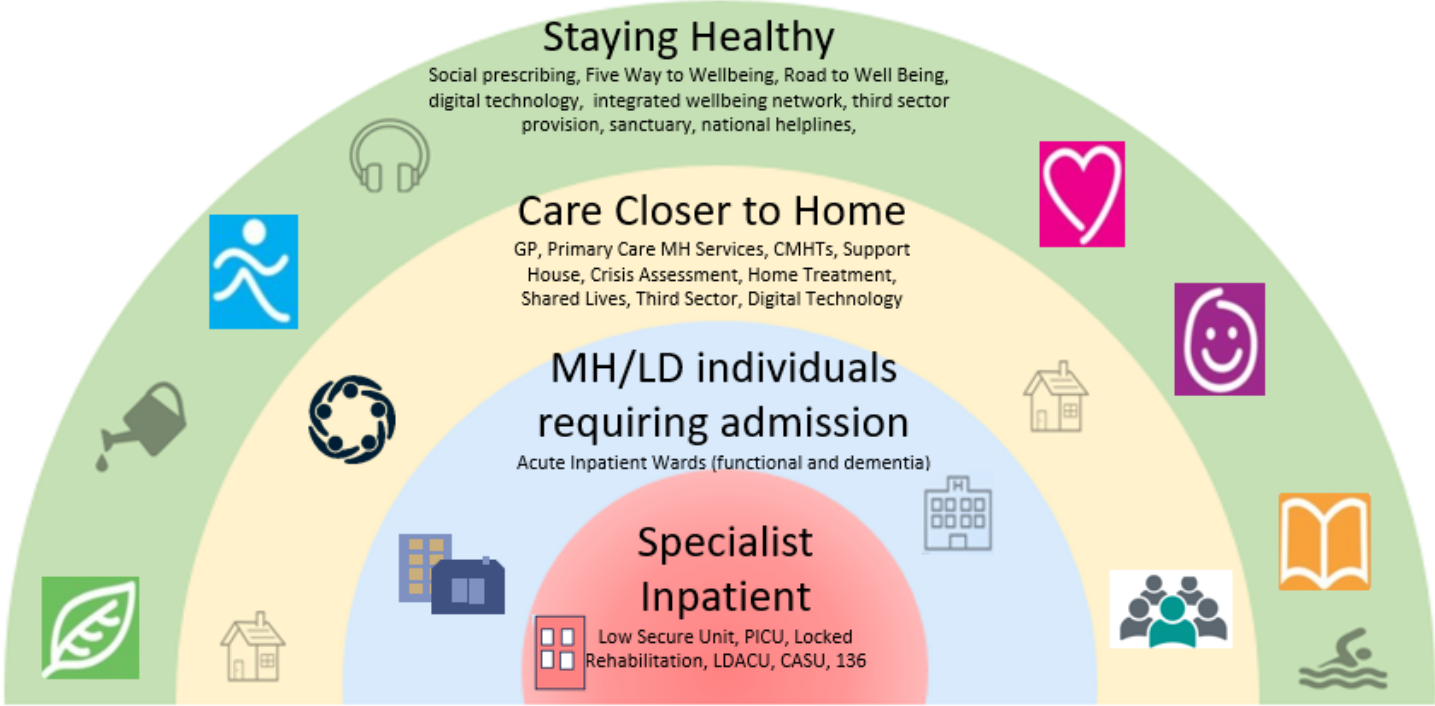 Staying Healthy
Social prescribing, Five Way to Wellbeing, Road to Well Being,
digital technology,  integrated wellbeing network, third sector
provision, sanctuary, national helplines,
Care Closer to Home
GP, Primary Care MH Services, CMHTs, Support
House, Crisis Assessment, Home Treatment,
Shared Lives, Third Sector, Digital Technology
MH/LD individuals
requiring admission
Acute Inpatient Wards (functional and dementia)
H
Specialist
Inpatient
Low Secure Unit, PICU, Locked
Rehabilitation, LDACU, CASU, 136